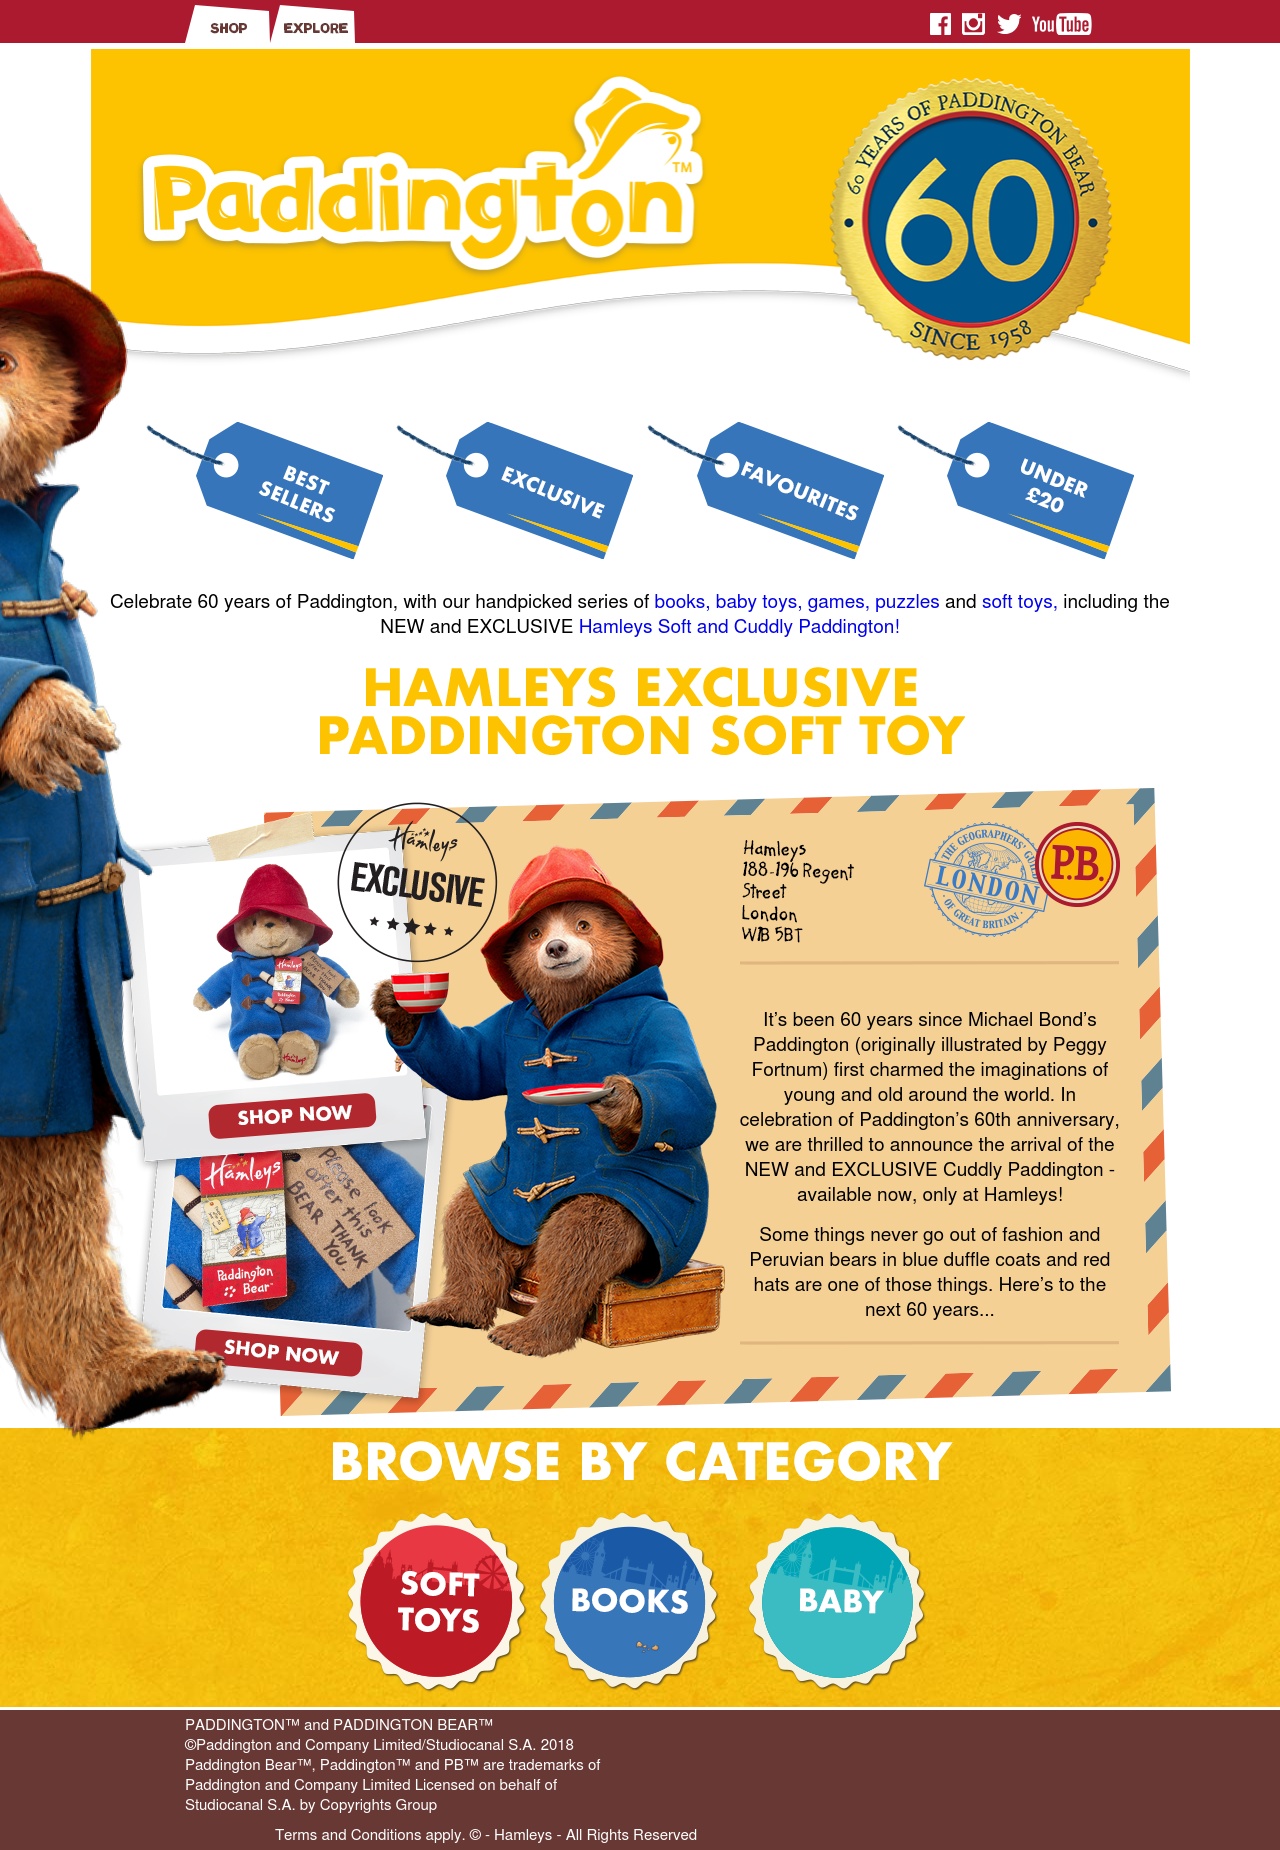 SHOP
EXPLORE
You Tube
Paddington™
60 YEARS OF PADDINGTON BEAR
60
SINCE 1958
BEST
SELLERS
EXCLUSIVE
FAVOURITES
UNDER
£20
Celebrate 60 years of Paddington, with our handpicked series of books, baby toys, games, puzzles and soft toys, including the
NEW and EXCLUSIVE Hamleys Soft and Cuddly Paddington!
HAMLEYS EXCLUSIVE
PADDINGTON SOFT TOY
Hamleys
EXCLUSIVE
Hamleys
188-196 Regent
Street
London
W1B 5BT
THE GEOGRAPHERS' GUILD
LONDON
OF GREAT BRITAIN
P.B.
Hamleys
Hamleys
SHOP NOW
It's been 60 years since Michael Bond's
Paddington (originally illustrated by Peggy
Fortnum) first charmed the imaginations of
young and old around the world. In
celebration of Paddington's 60th anniversary,
we are thrilled to announce the arrival of the
NEW and EXCLUSIVE Cuddly Paddington -
available now, only at Hamleys!
Some things never go out of fashion and
Peruvian bears in blue duffle coats and red
hats are one of those things. Here's to the
next 60 years...
Hamleys
Paddington
Bear™
Please look
after this
BEAR THANK
YOU.
SHOP NOW
BROWSE BY CATEGORY
SOFT
TOYS
BOOKS
BABY
PADDINGTON™ and PADDINGTON BEAR™
©Paddington and Company Limited/Studiocanal S.A. 2018
Paddington Bear™, Paddington™ and PB™ are trademarks of
Paddington and Company Limited Licensed on behalf of
Studiocanal S.A. by Copyrights Group
Terms and Conditions apply. © - Hamleys - All Rights Reserved